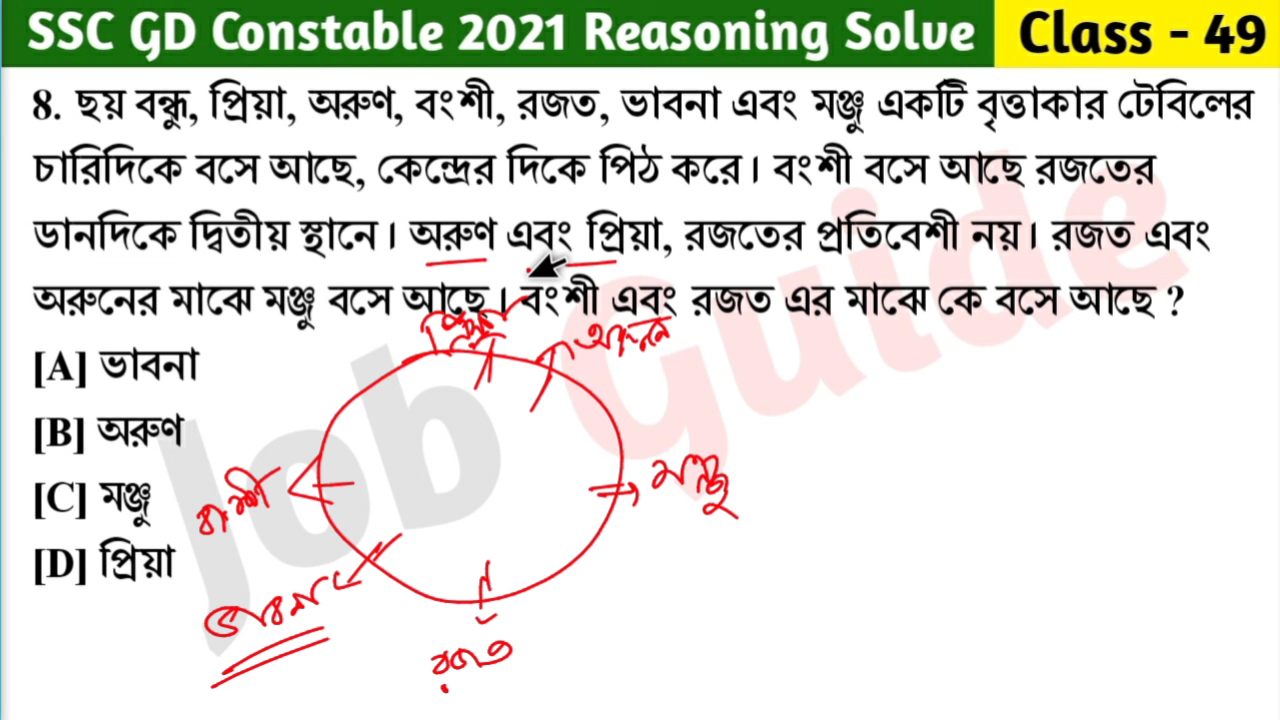 SSC GD Constable 2021 Reasoning Solve Class - 49
8. ছয় বন্ধু, প্রিয়া, অরুণ, বংশী, রজত, ভাবনা এবং মঞ্জু একটি বৃত্তাকার টেবিলের
চারিদিকে বসে আছে, কেন্দ্রের দিকে পিঠ করে। বংশী বসে আছে রজতের
ডানদিকে দ্বিতীয় স্থানে। অরুণ এবং প্রিয়া, রজতের প্রতিবেশী নয়। রজত এবং
অরুনের মাঝে মঞ্জু বসে আছে। বংশী এবং রজত এর মাঝে কে বসে আছে ?
[A] ভাবনা
[B] অরুণ
[C] মঞ্জু
[D] প্রিয়া
Job Guide
মঞ্জু
বংশী
ভাবনা
রজত